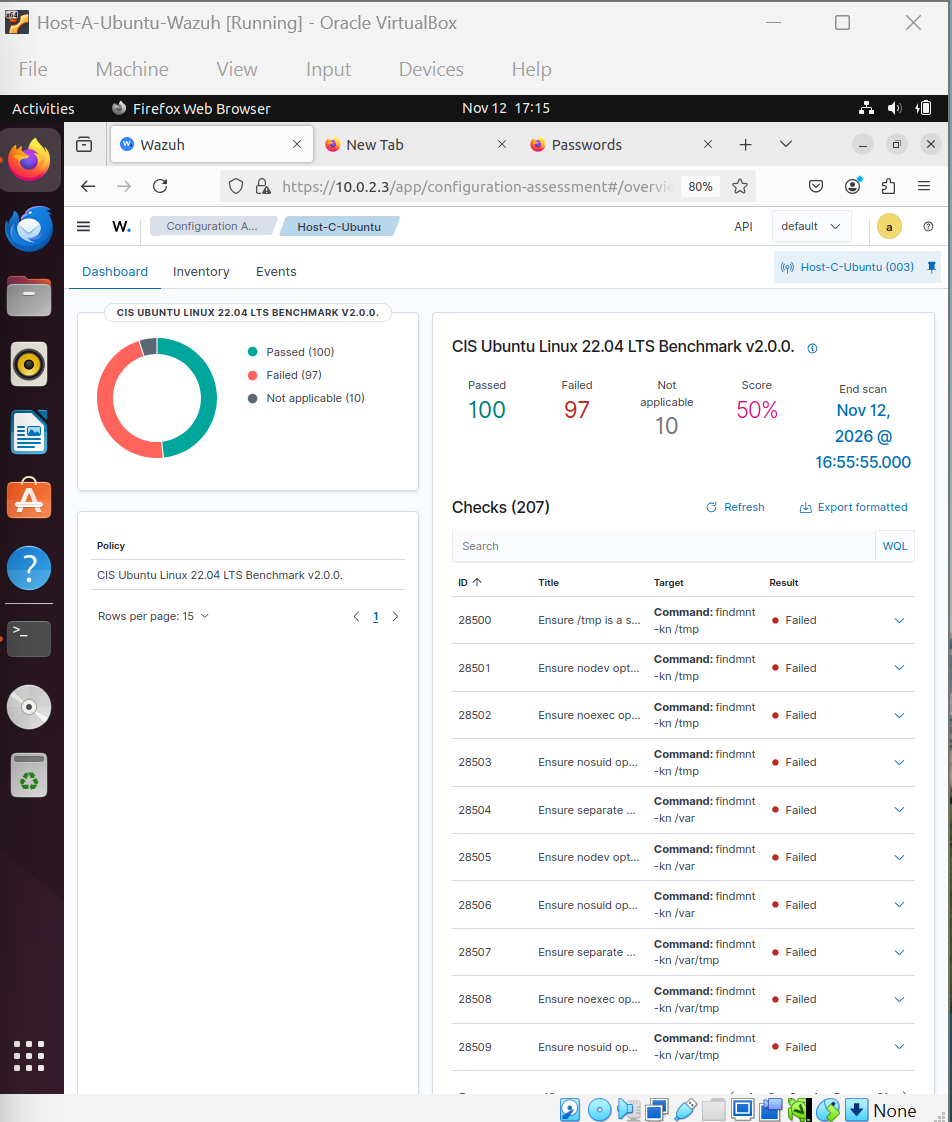 Host-A-Ubuntu-Wazuh [Running] - Oracle VirtualBox
File Machine View Input Devices Help
Activities Firefox Web Browser Nov 12 17:15
Wazuh New Tab Passwords
https://10.0.2.3/app/configuration-assessment#/overvie 80%
W. Configuration A... Host-C-Ubuntu API default a
Dashboard Inventory Events Host-C-Ubuntu (003)
CIS UBUNTU LINUX 22.04 LTS BENCHMARK V2.0.0.
Passed (100)
Failed (97)
Not applicable (10)
Policy
CIS Ubuntu Linux 22.04 LTS Benchmark v2.0.0.
Rows per page: 15 1
CIS Ubuntu Linux 22.04 LTS Benchmark v2.0.0.
Passed
100
Failed
97
Not
applicable
10
Score
50%
End scan
Nov 12,
2026 @
16:55:55.000
Checks (207) Refresh Export formatted
Search WQL
ID Title Target Result
28500 Ensure /tmp is a s... Command: findmnt
-kn /tmp Failed
28501 Ensure nodev opt... Command: findmnt
-kn /tmp Failed
28502 Ensure noexec op... Command: findmnt
-kn /tmp Failed
28503 Ensure nosuid op... Command: findmnt
-kn /tmp Failed
28504 Ensure separate ... Command: findmnt
-kn /var Failed
28505 Ensure nodev opt... Command: findmnt
-kn /var Failed
28506 Ensure nosuid op... Command: findmnt
-kn /var Failed
28507 Ensure separate ... Command: findmnt
-kn /var/tmp Failed
28508 Ensure noexec op... Command: findmnt
-kn /var/tmp Failed
28509 Ensure nosuid op... Command: findmnt
-kn /var/tmp Failed
None